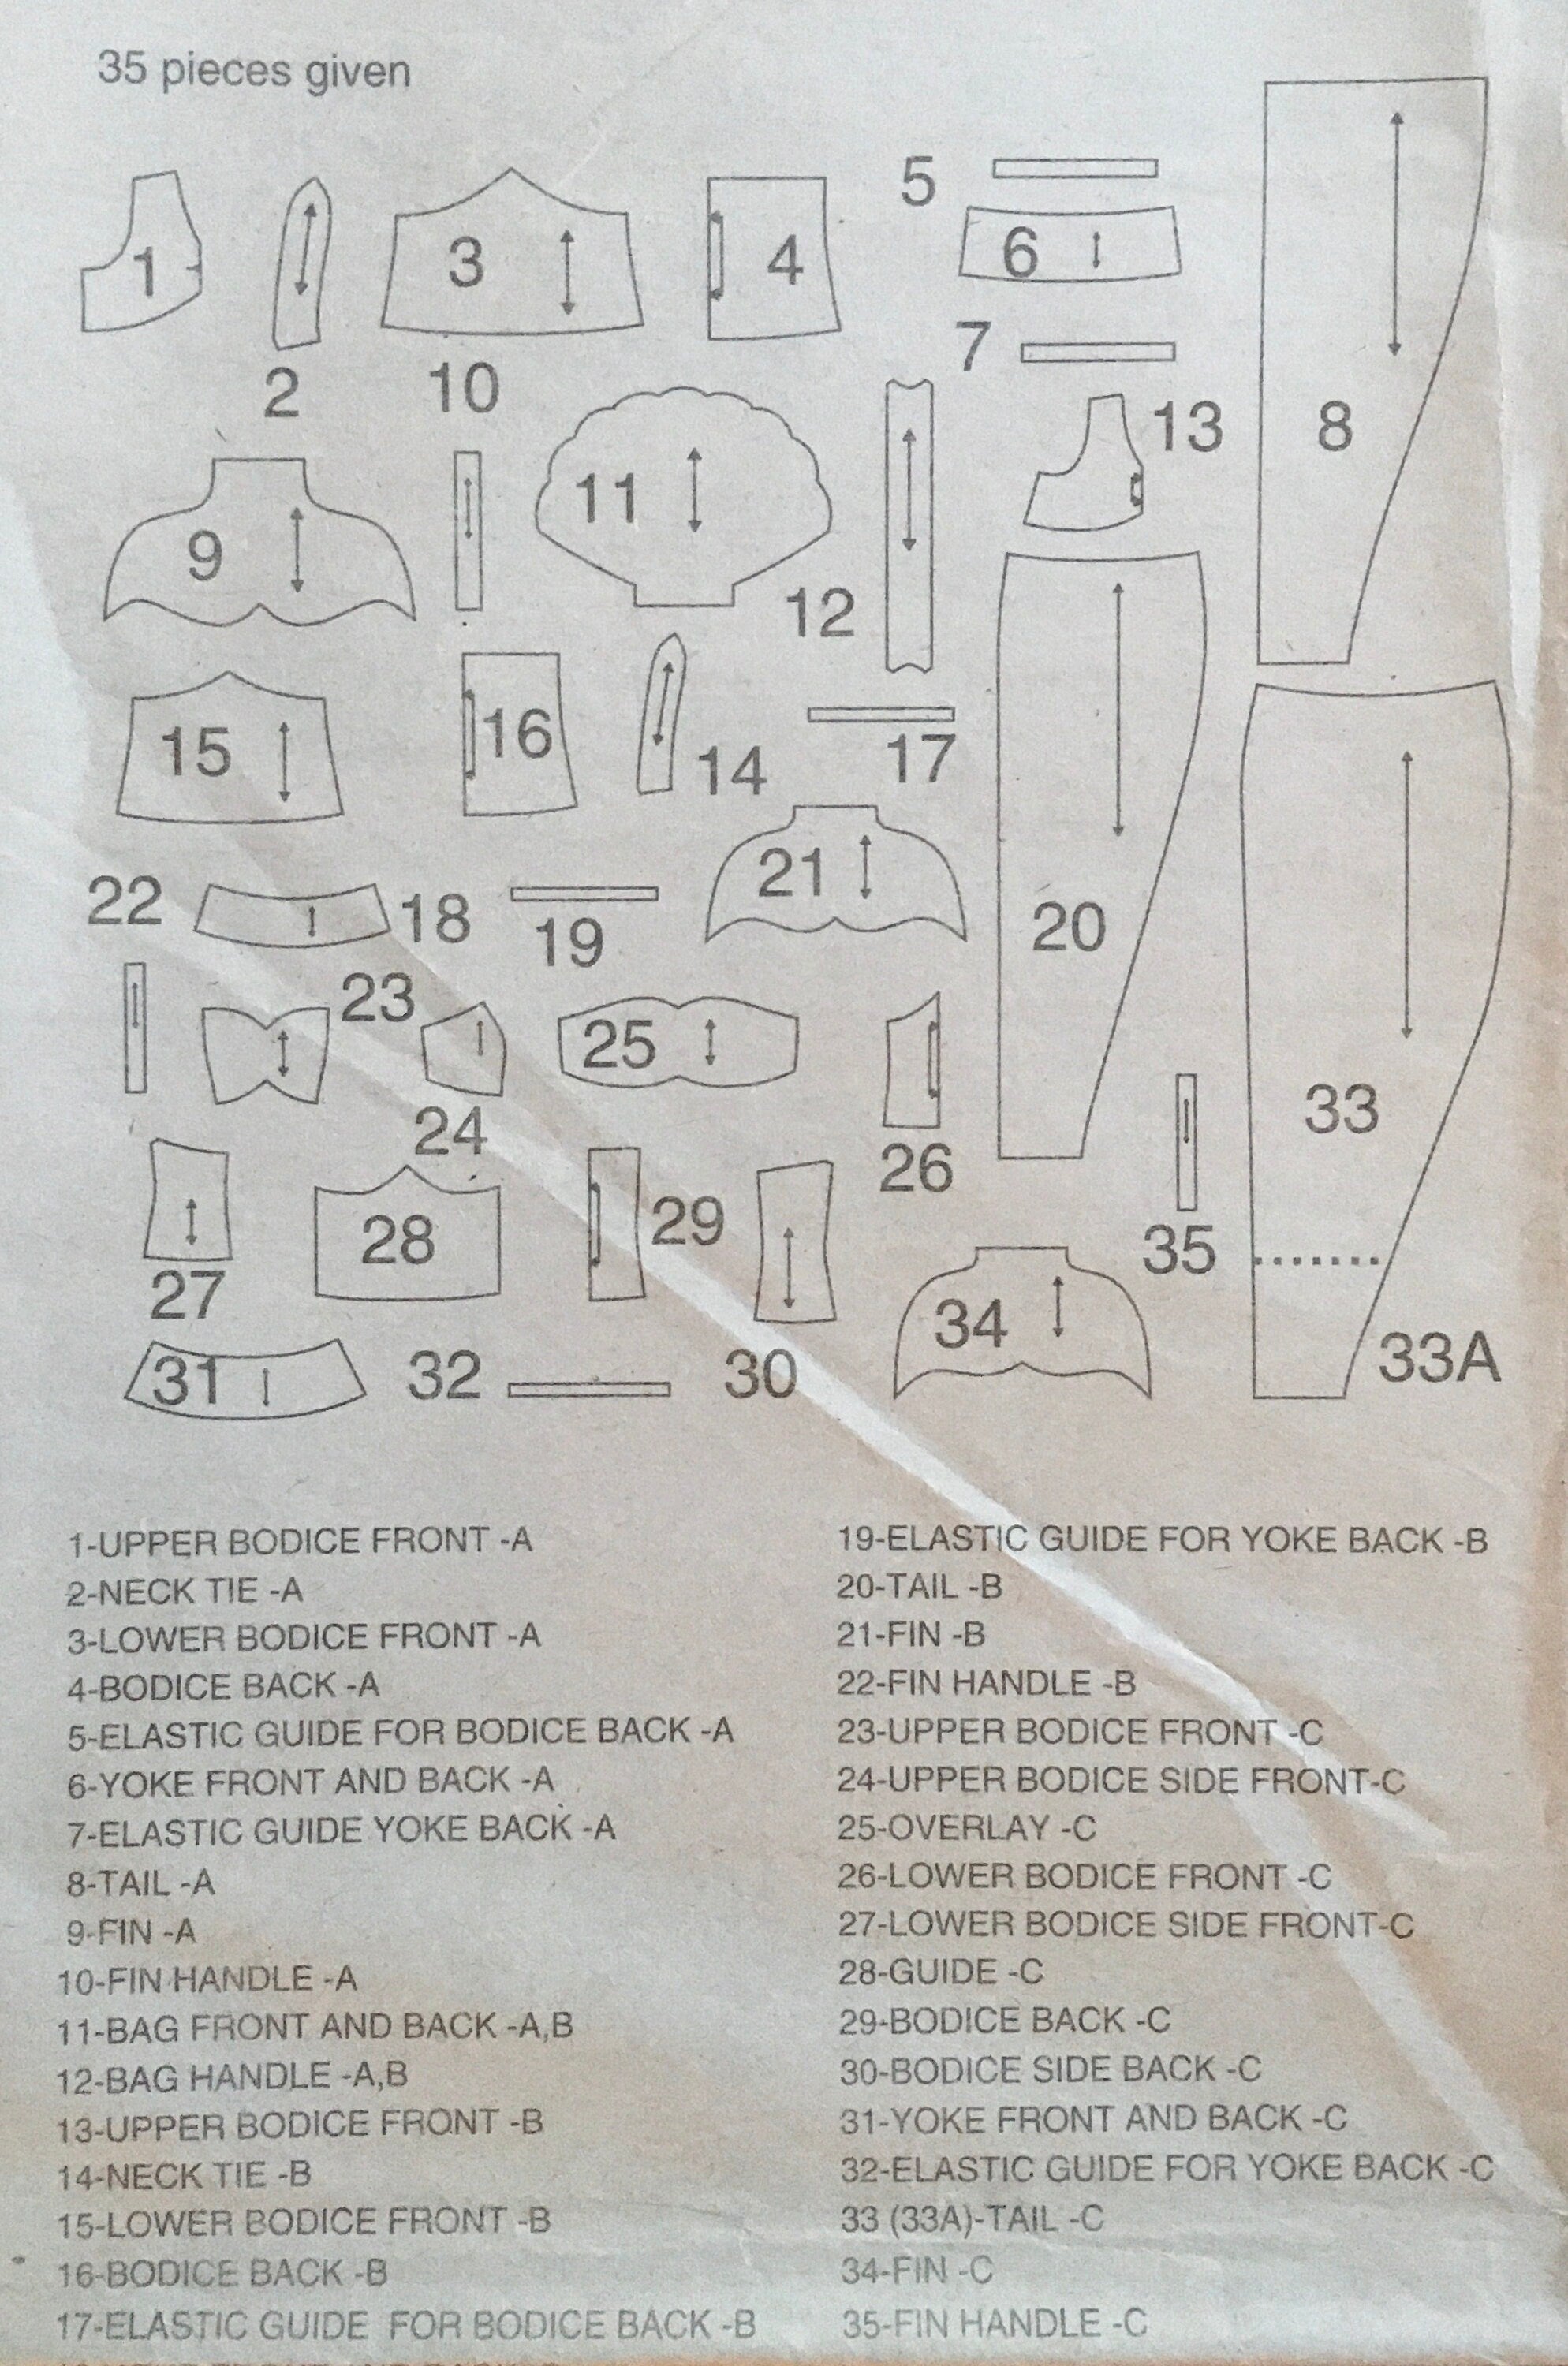 35 pieces given
1
2
3
4
5
6
7
8
9
10
11
12
13
14
15
16
17
18
19
20
21
22
23
24
25
26
27
28
29
30
31
32
33
33A
34
35
1-UPPER BODICE FRONT -A
2-NECK TIE -A
3-LOWER BODICE FRONT -A
4-BODICE BACK -A
5-ELASTIC GUIDE FOR BODICE BACK -A
6-YOKE FRONT AND BACK -A
7-ELASTIC GUIDE YOKE BACK -A
8-TAIL -A
9-FIN -A
10-FIN HANDLE -A
11-BAG FRONT AND BACK -A,B
12-BAG HANDLE -A,B
13-UPPER BODICE FRONT -B
14-NECK TIE -B
15-LOWER BODICE FRONT -B
16-BODICE BACK -B
17-ELASTIC GUIDE FOR BODICE BACK -B
19-ELASTIC GUIDE FOR YOKE BACK -B
20-TAIL -B
21-FIN -B
22-FIN HANDLE -B
23-UPPER BODICE FRONT -C
24-UPPER BODICE SIDE FRONT-C
25-OVERLAY -C
26-LOWER BODICE FRONT -C
27-LOWER BODICE SIDE FRONT-C
28-GUIDE -C
29-BODICE BACK -C
30-BODICE SIDE BACK -C
31-YOKE FRONT AND BACK -C
32-ELASTIC GUIDE FOR YOKE BACK -C
33 (33A)-TAIL -C
34-FIN -C
35-FIN HANDLE -C